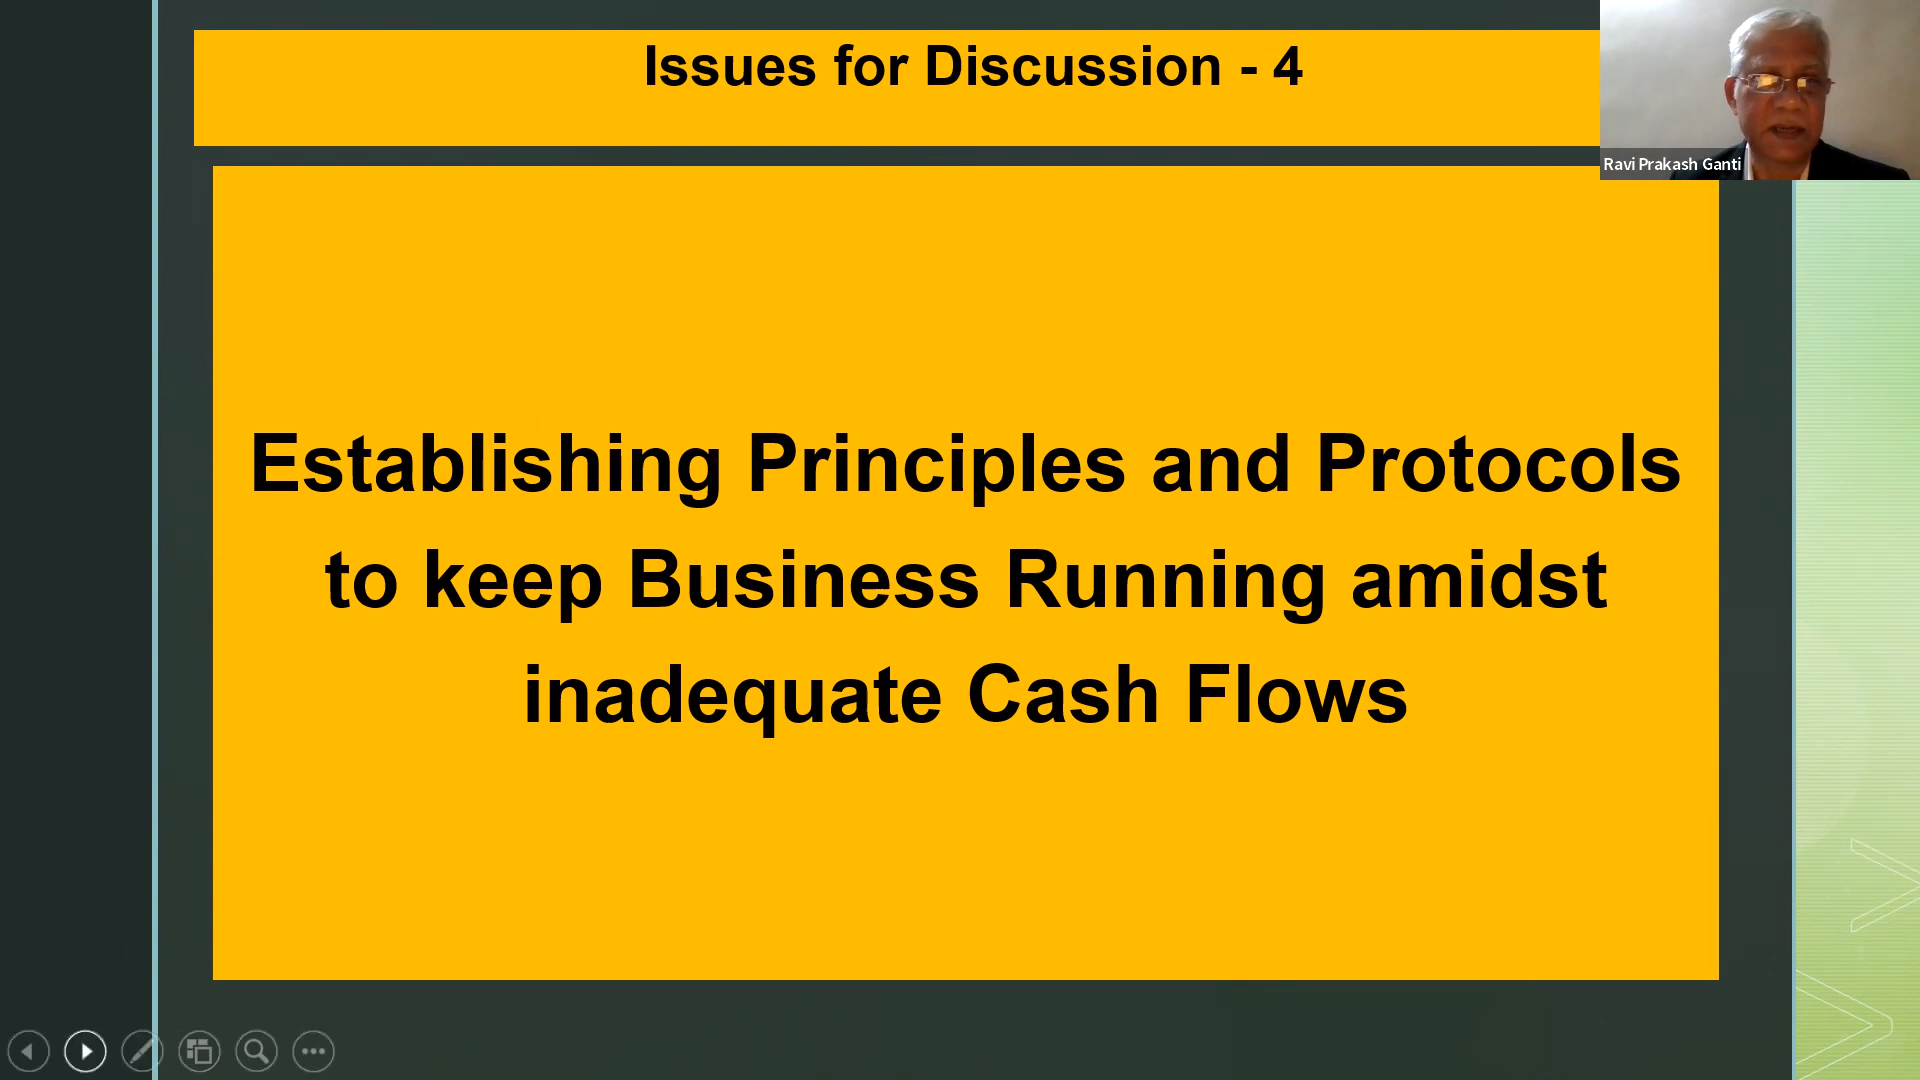 Issues for Discussion - 4
Ravi Prakash Ganti
Establishing Principles and Protocols
to keep Business Running amidst
inadequate Cash Flows